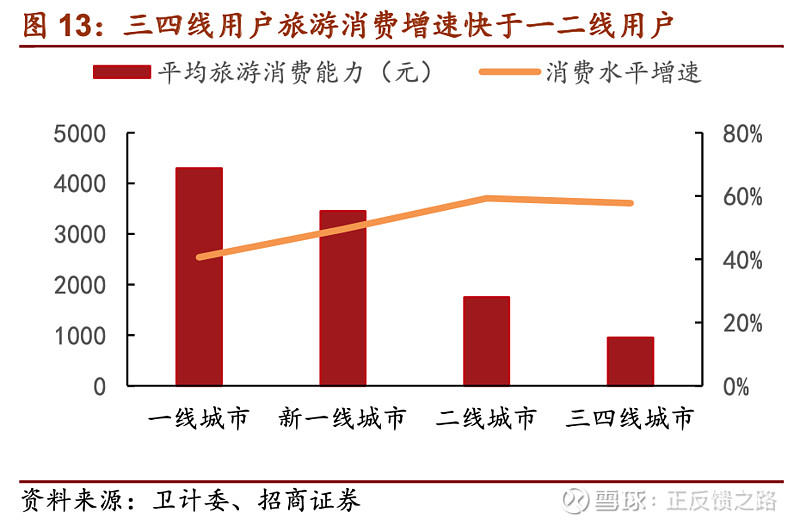 图 13：三四线用户旅游消费增速快于一二线用户
平均旅游消费能力（元） 消费水平增速
5000 80%
4000 60%
3000 40%
2000 20%
1000 0%
0
一线城市 新一线城市 二线城市 三四线城市
资料来源：卫计委、招商证券
雪球：正反馈之路